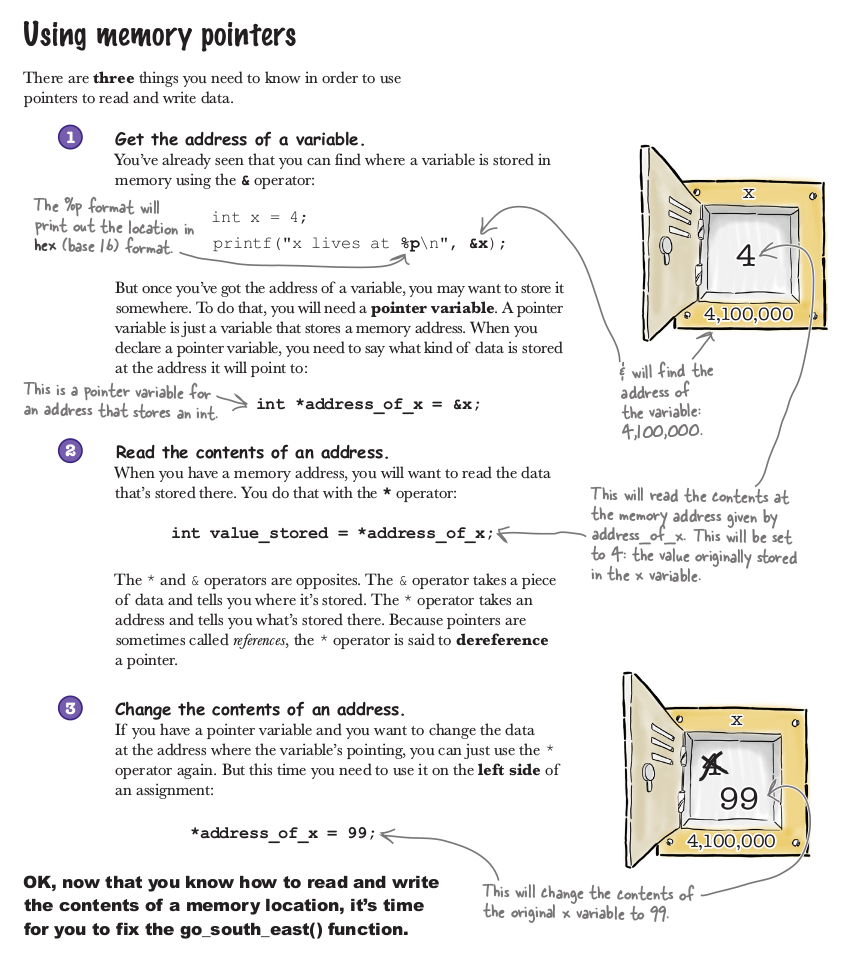 Using memory pointers
There are three things you need to know in order to use
pointers to read and write data.
1
Get the address of a variable.
You've already seen that you can find where a variable is stored in
memory using the & operator:
The %p format will
print out the location in
hex (base 16) format.
int x = 4;
printf("x lives at %p\n", &x);
x
4
4,100,000
& will find the
address of
the variable:
4,100,000.
But once you've got the address of a variable, you may want to store it
somewhere. To do that, you will need a pointer variable. A pointer
variable is just a variable that stores a memory address. When you
declare a pointer variable, you need to say what kind of data is stored
at the address it will point to:
This is a pointer variable for
an address that stores an int.
int *address_of_x = &x;
2
Read the contents of an address.
When you have a memory address, you will want to read the data
that's stored there. You do that with the * operator:
int value_stored = *address_of_x;
This will read the contents at
the memory address given by
address_of_x. This will be set
to 4: the value originally stored
in the x variable.
The * and & operators are opposites. The & operator takes a piece
of data and tells you where it's stored. The * operator takes an
address and tells you what's stored there. Because pointers are
sometimes called references, the * operator is said to dereference
a pointer.
3
Change the contents of an address.
If you have a pointer variable and you want to change the data
at the address where the variable's pointing, you can just use the *
operator again. But this time you need to use it on the left side of
an assignment:
*address_of_x = 99;
x
4
99
4,100,000
This will change the contents of
the original x variable to 99.
OK, now that you know how to read and write
the contents of a memory location, it's time
for you to fix the go_south_east() function.